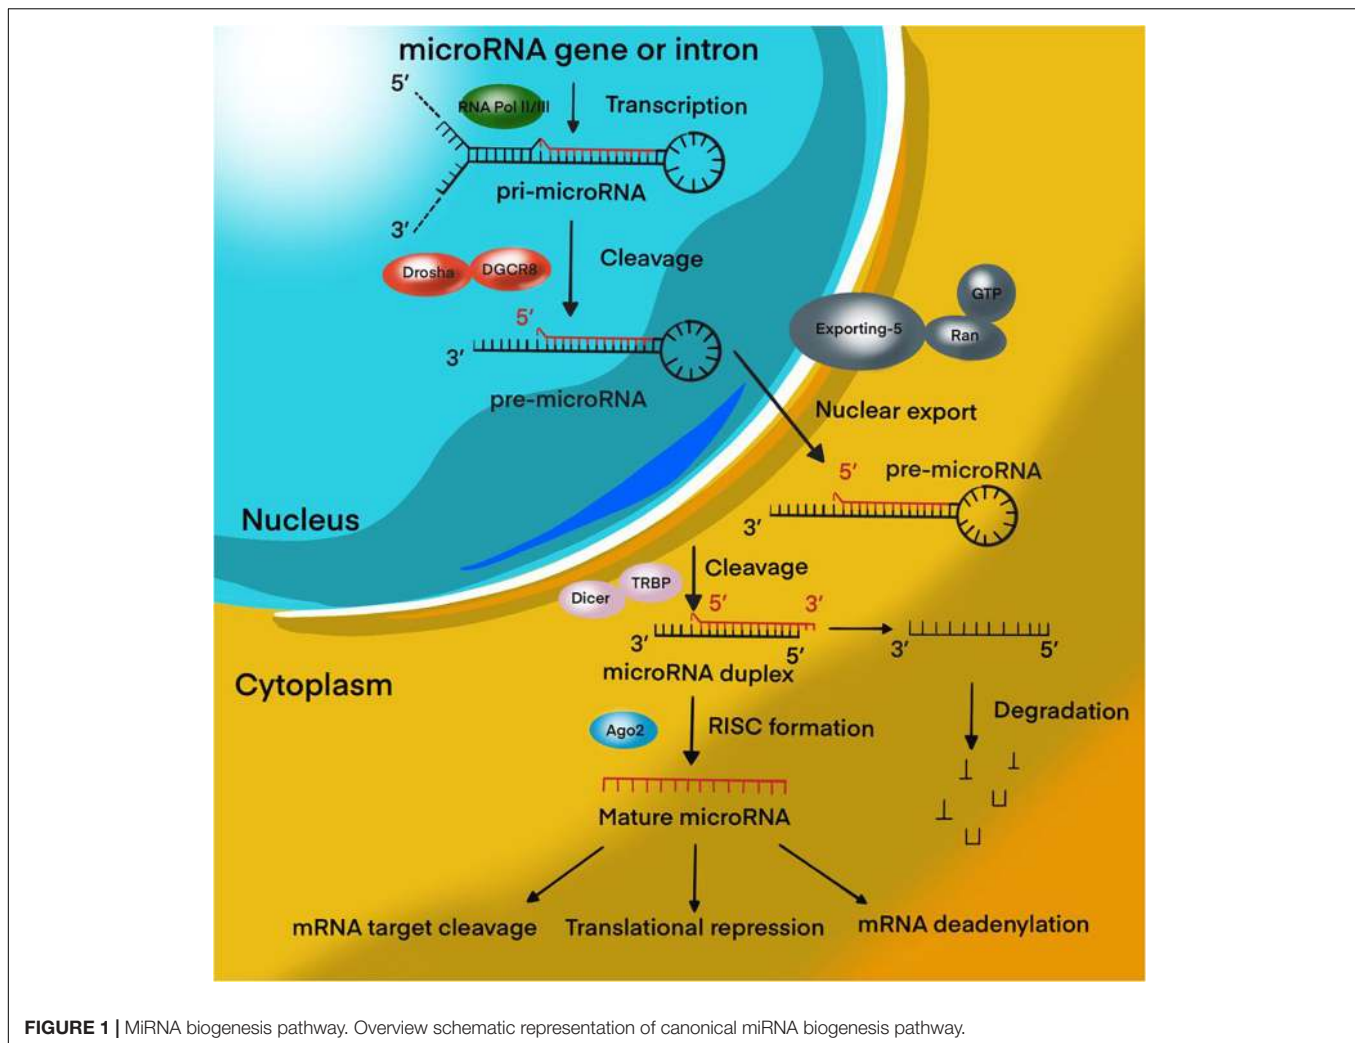 microRNA gene or intron
5′
RNA Pol II/III
Transcription
pri-microRNA
3′
Drosha
DGCR8
Cleavage
5′
3′
pre-microRNA
GTP
Exporting-5
Ran
Nuclear export
5′
pre-microRNA
3′
Nucleus
Cleavage
Dicer
TRBP
5′
3′
3′
5′
microRNA duplex
3′
5′
Cytoplasm
Ago2
RISC formation
Degradation
Mature microRNA
mRNA target cleavage
Translational repression
mRNA deadenylation
FIGURE 1 | MiRNA biogenesis pathway. Overview schematic representation of canonical miRNA biogenesis pathway.